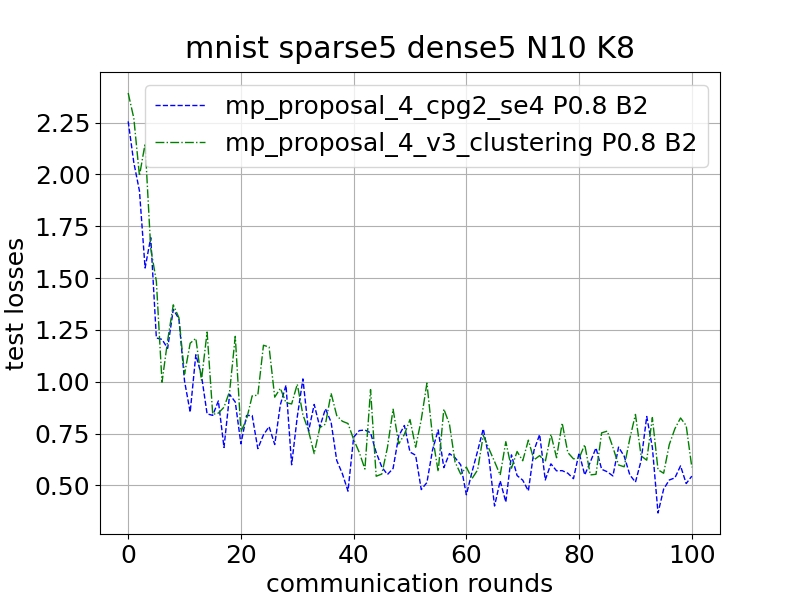 mnist sparse5 dense5 N10 K8
mp_proposal_4_cpg2_se4 P0.8 B2
mp_proposal_4_v3_clustering P0.8 B2
2.25
2.00
1.75
1.50
1.25
1.00
0.75
0.50
test losses
0 20 40 60 80 100
communication rounds